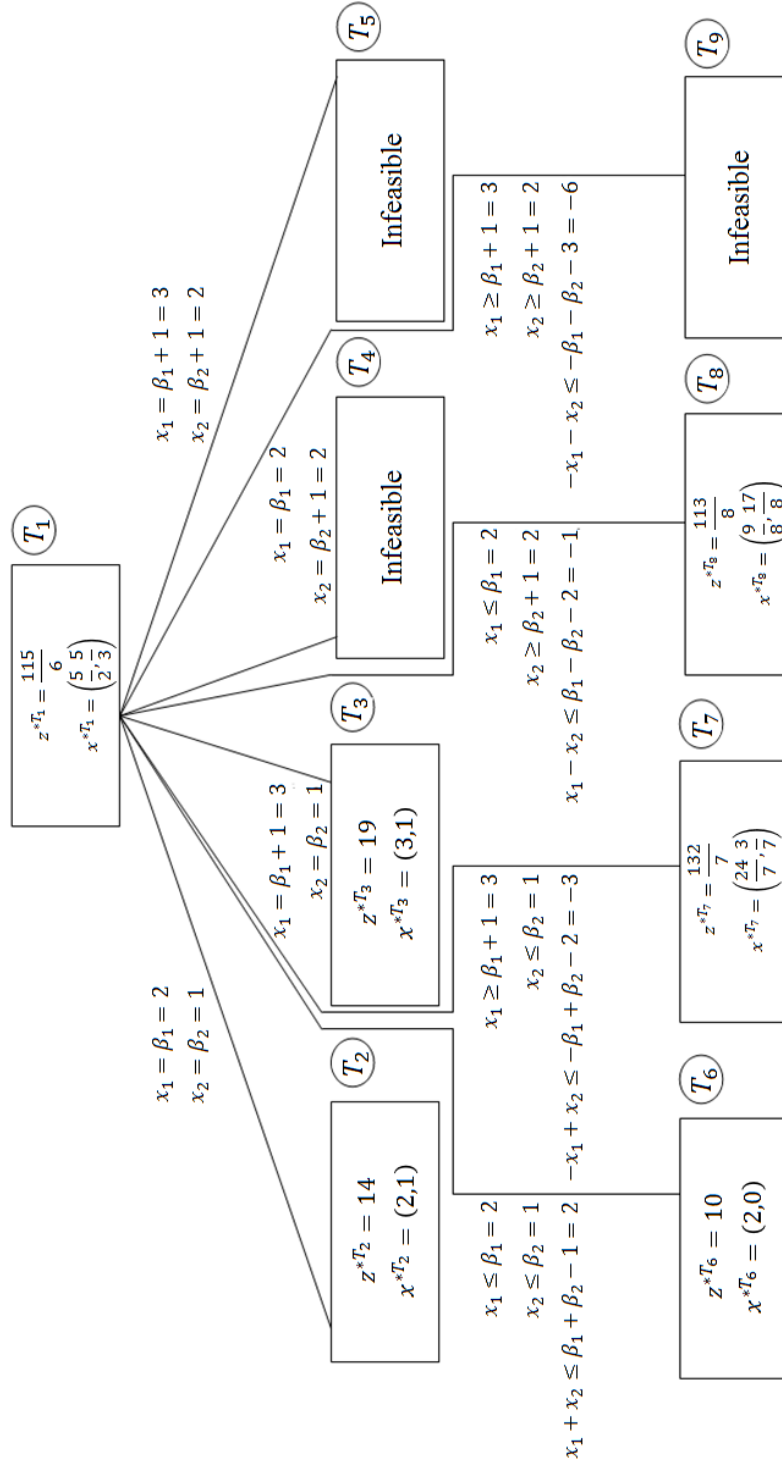 T₁
z*ᵀ¹ = 115/6
x*ᵀ¹ = (5/2, 5/3)
x₁ = β₁ = 2
x₂ = β₂ = 1
x₁ = β₁ + 1 = 3
x₂ = β₂ = 1
x₁ = β₁ = 2
x₂ = β₂ + 1 = 2
x₁ = β₁ + 1 = 3
x₂ = β₂ + 1 = 2
T₂
z*ᵀ² = 14
x*ᵀ² = (2,1)
T₃
z*ᵀ³ = 19
x*ᵀ³ = (3,1)
T₄
Infeasible
T₅
Infeasible
x₁ ≤ β₁ = 2
x₂ ≤ β₂ = 1
x₁ + x₂ ≤ β₁ + β₂ − 1 = 2
x₁ ≥ β₁ + 1 = 3
x₂ ≤ β₂ = 1
−x₁ + x₂ ≤ −β₁ + β₂ − 2 = −3
x₁ ≤ β₁ = 2
x₂ ≥ β₂ + 1 = 2
x₁ − x₂ ≤ β₁ − β₂ − 2 = −1
x₁ ≥ β₁ + 1 = 3
x₂ ≥ β₂ + 1 = 2
−x₁ − x₂ ≤ −β₁ − β₂ − 3 = −6
T₆
z*ᵀ⁶ = 10
x*ᵀ⁶ = (2,0)
T₇
z*ᵀ⁷ = 132/7
x*ᵀ⁷ = (24/7, 3/7)
T₈
z*ᵀ⁸ = 113/8
x*ᵀ⁸ = (9/8, 17/8)
T₉
Infeasible